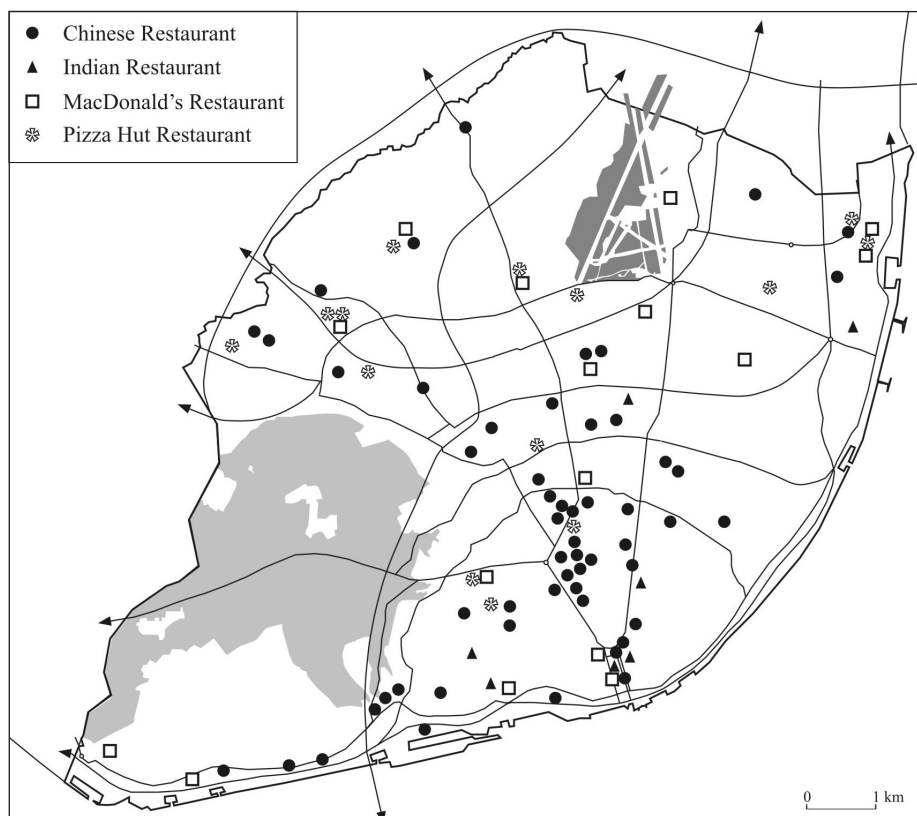 Chinese Restaurant
Indian Restaurant
MacDonald's Restaurant
Pizza Hut Restaurant
0 1 km